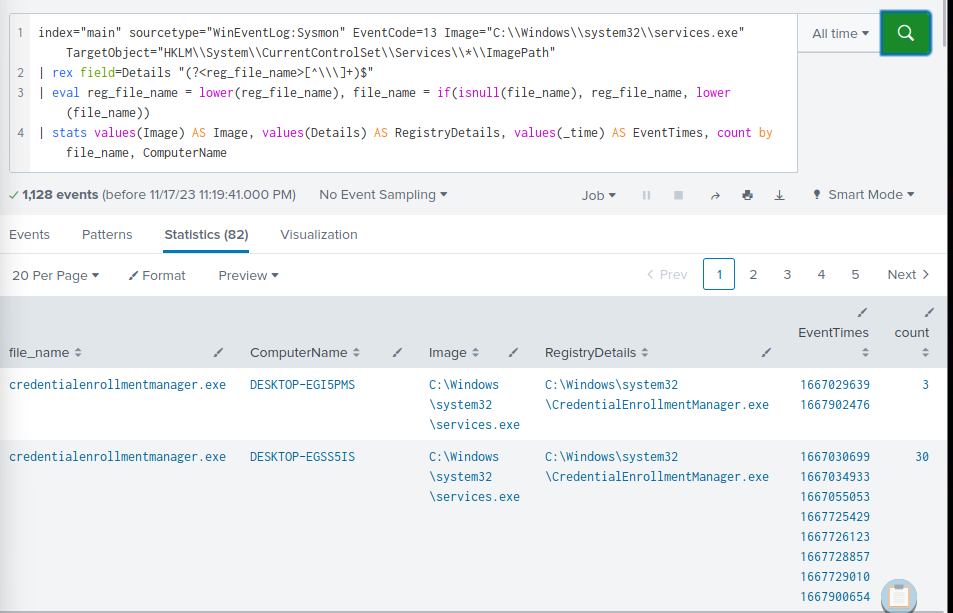 1 index="main" sourcetype="WinEventLog:Sysmon" EventCode=13 Image="C:\\Windows\\system32\\services.exe"
TargetObject="HKLM\\System\\CurrentControlSet\\Services\\*\\ImagePath"
2 | rex field=Details "(?<reg_file_name>[^\\\]+)$"
3 | eval reg_file_name = lower(reg_file_name), file_name = if(isnull(file_name), reg_file_name, lower
(file_name))
4 | stats values(Image) AS Image, values(Details) AS RegistryDetails, values(_time) AS EventTimes, count by
file_name, ComputerName
All time
1,128 events (before 11/17/23 11:19:41.000 PM) No Event Sampling Job Smart Mode
Events Patterns Statistics (82) Visualization
20 Per Page Format Preview < Prev 1 2 3 4 5 Next >
file_name ComputerName Image RegistryDetails EventTimes count
credentialenrollmentmanager.exe DESKTOP-EGI5PMS C:\Windows C:\Windows\system32 1667029639 3
\system32 \CredentialEnrollmentManager.exe 1667902476
\services.exe
credentialenrollmentmanager.exe DESKTOP-EGSS5IS C:\Windows C:\Windows\system32 1667030699 30
\system32 \CredentialEnrollmentManager.exe 1667034933
\services.exe 1667055053
1667725429
1667726123
1667728857
1667729010
1667900654